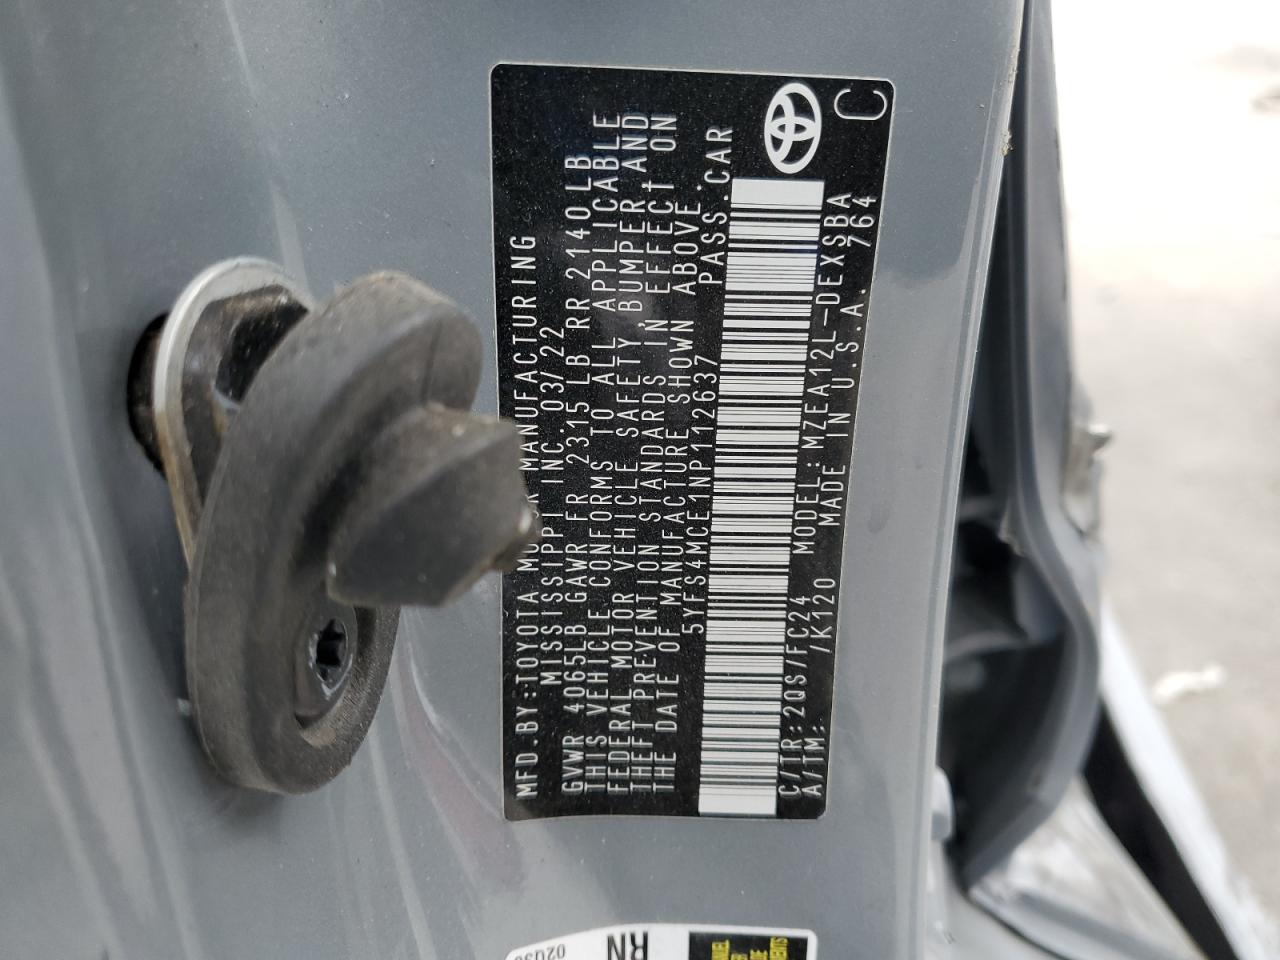 MFD. BY: TOYOTA MANUFACTURING
MISSISSIPPI INC. 03/22
GVWR 4065LB GAWR FR 2315 LB RR 2140LB
THIS VEHICLE CONFORMS TO ALL APPLICABLE
FEDERAL MOTOR VEHICLE SAFETY, BUMPER AND
THEFT PREVENTION STANDARDS IN EFFECT ON
THE DATE OF MANUFACTURE SHOWN ABOVE.
5YFS4MCE1NP112637 PASS. CAR
C/TR: 2QS/FC24 MODEL: MZEA12L-DEXSBA
A/TM: /K120 MADE IN U.S.A. 764
C
RN